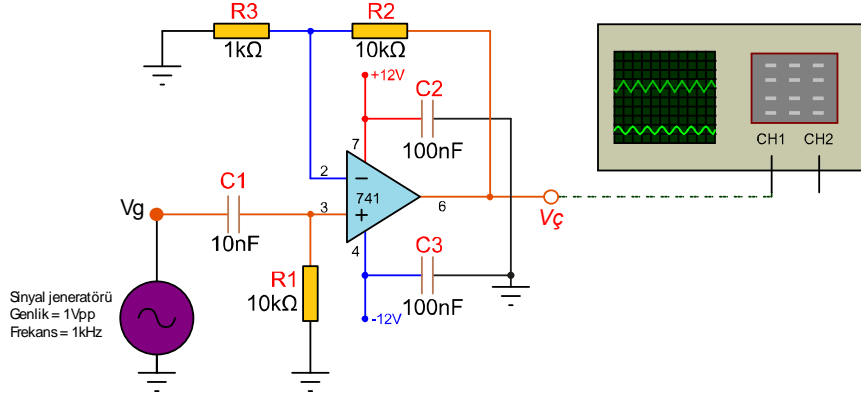 R3
R2
1kΩ
10kΩ
+12V
C2
100nF
CH1 CH2
7
2
741
6
3
4
Vg
C1
10nF
Vç
R1
10kΩ
C3
100nF
-12V
Sinyal jeneratörü
Genlik = 1Vpp
Frekans = 1kHz